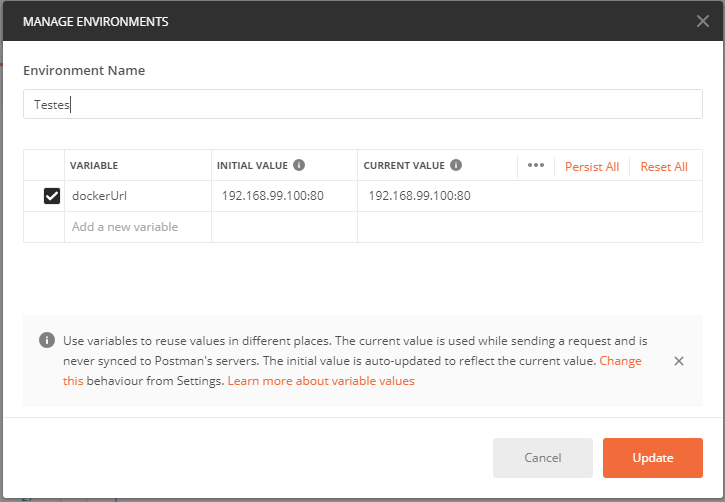 MANAGE ENVIRONMENTS
Environment Name
Testes
VARIABLE INITIAL VALUE CURRENT VALUE Persist All Reset All
dockerUrl 192.168.99.100:80 192.168.99.100:80
Add a new variable
Use variables to reuse values in different places. The current value is used while sending a request and is
never synced to Postman's servers. The initial value is auto-updated to reflect the current value. Change
this behaviour from Settings. Learn more about variable values
Cancel Update